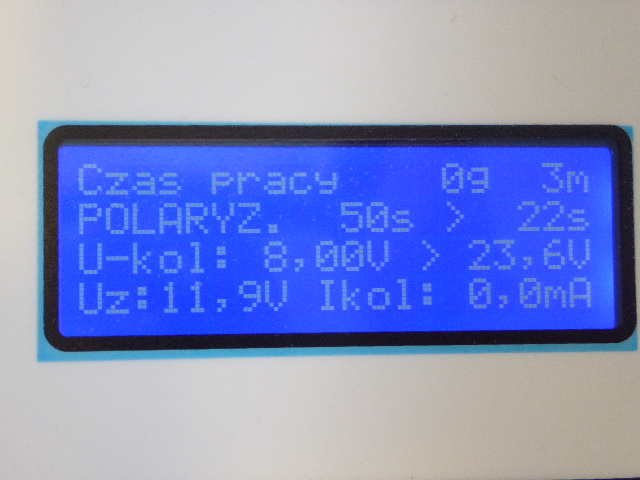 Czas pracy 0g 3m
POLARYZ. 50s > 22s
U-kol: 8,00V > 23,6V
Uz:11,9V Ikol: 0,0mA